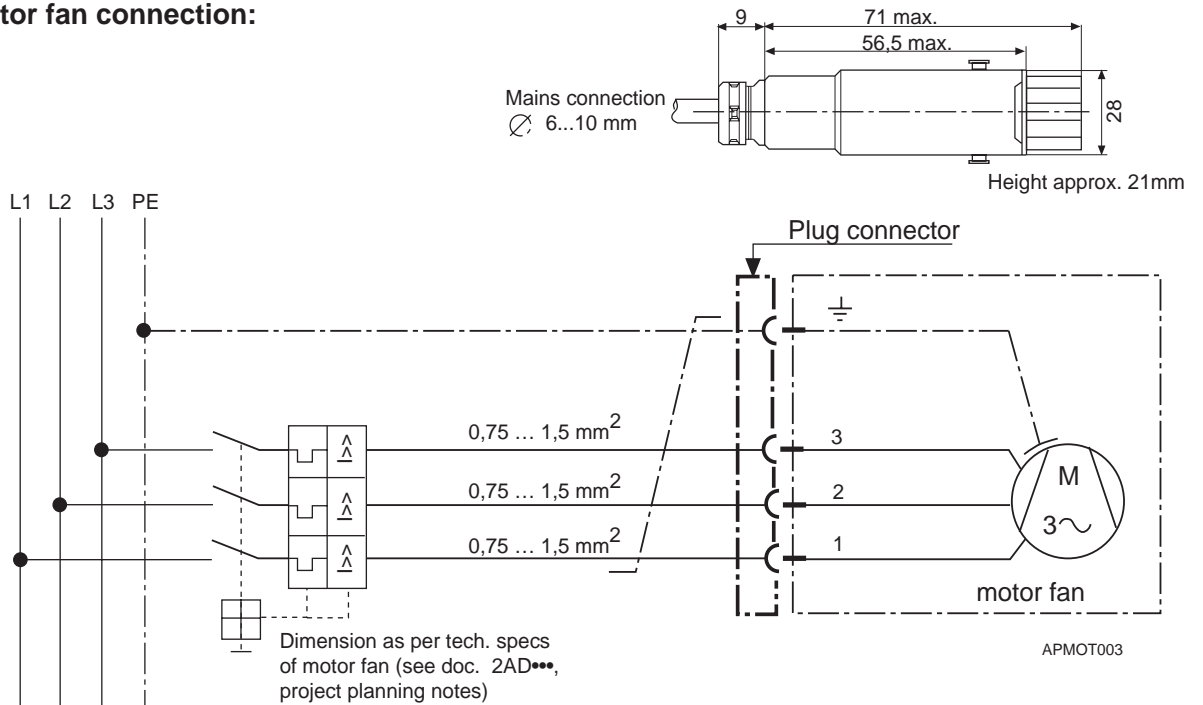 tor fan connection:
9
71 max.
56,5 max.
Mains connection
6...10 mm
28
Height approx. 21mm
L1 L2 L3 PE
Plug connector
0,75 ... 1,5 mm²
3
0,75 ... 1,5 mm²
2
0,75 ... 1,5 mm²
1
M
3~
motor fan
Dimension as per tech. specs
of motor fan (see doc. 2AD•••,
project planning notes)
APMOT003